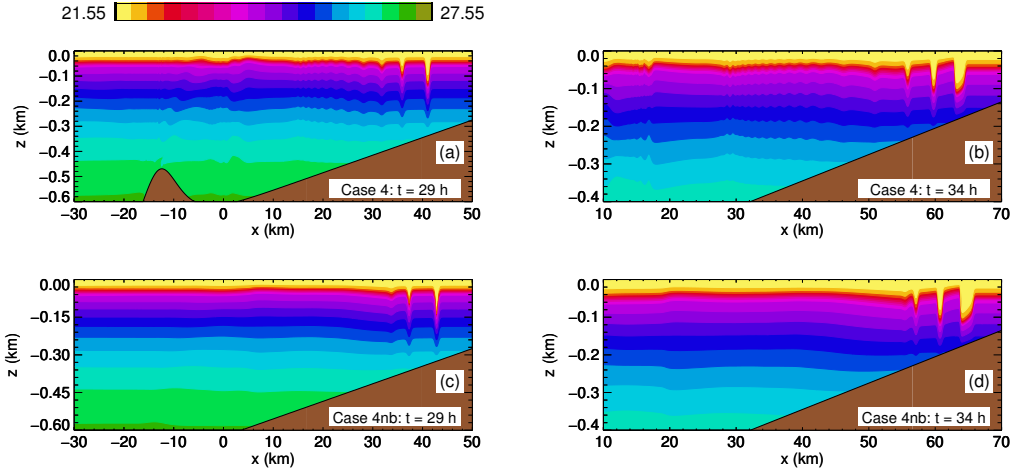 21.55 27.55
0.0
−0.1
−0.2
−0.3
−0.4
−0.5
−0.6
z (km)
(a)
Case 4: t = 29 h
−30 −20 −10 0 10 20 30 40 50
x (km)
0.0
−0.1
−0.2
−0.3
−0.4
z (km)
(b)
Case 4: t = 34 h
10 20 30 40 50 60 70
x (km)
0.00
−0.15
−0.30
−0.45
−0.60
z (km)
(c)
Case 4nb: t = 29 h
−30 −20 −10 0 10 20 30 40 50
x (km)
0.0
−0.1
−0.2
−0.3
−0.4
z (km)
(d)
Case 4nb: t = 34 h
10 20 30 40 50 60 70
x (km)